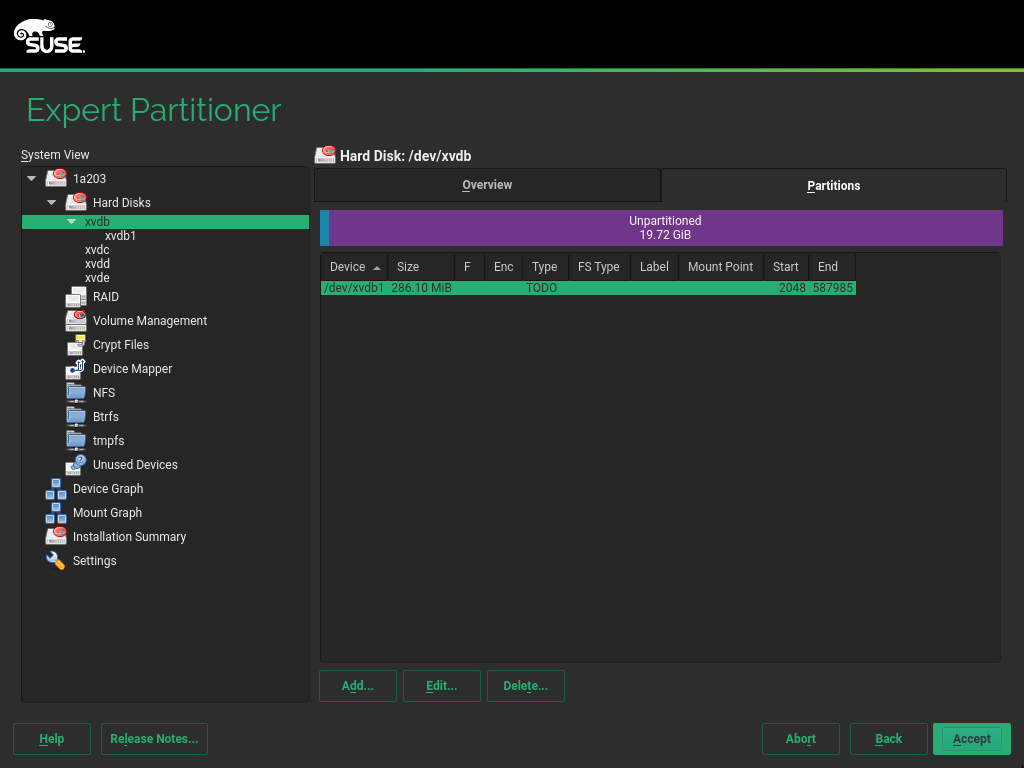 SUSE.
Expert Partitioner
System View
1a203
Hard Disks
xvdb
xvdb1
xvdc
xvdd
xvde
RAID
Volume Management
Crypt Files
Device Mapper
NFS
Btrfs
tmpfs
Unused Devices
Device Graph
Mount Graph
Installation Summary
Settings
Hard Disk: /dev/xvdb
Overview Partitions
Unpartitioned
19.72 GiB
Device Size F Enc Type FS Type Label Mount Point Start End
/dev/xvdb1 286.10 MiB TODO 2048 587985
Add... Edit... Delete...
Help Release Notes... Abort Back Accept